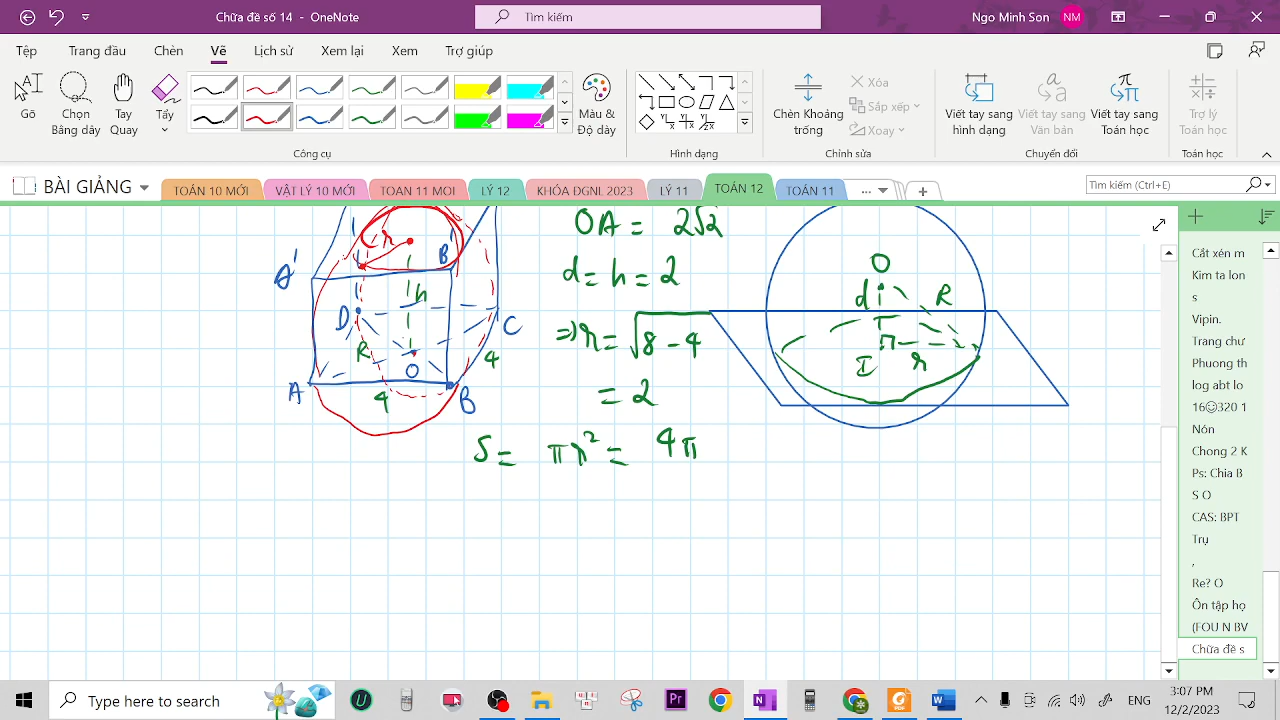 Chữa đề số 14 - OneNote
Tìm kiếm
Ngo Minh Son NM
Tệp Trang đầu Chèn Vẽ Lịch sử Xem lại Xem Trợ giúp
Gõ
Chọn Bằng dây
Tay Quay
Tẩy
Màu & Độ dày
Chèn Khoảng trống
Xóa
Sắp xếp
Xoay
Viết tay sang hình dạng
Viết tay sang Văn bản
Viết tay sang Toán học
Trợ lý Toán học
Công cụ Hình dạng Chỉnh sửa Chuyển đổi Toán học
BÀI GIẢNG
TOÁN 10 MỚI VẬT LÝ 10 MỚI TOAN 11 MOI LÝ 12 KHÓA ĐGNL 2023 LÝ 11 TOÁN 12 TOÁN 11 ...
Tìm kiếm (Ctrl+E)
A' B' r h D C R O A B 4 4
OA = 2√2
d = h = 2
=> r = √8 - 4
= 2
S = πr² = 4π
O d R I r
Cắt xén m
Kim ta lon
s
Vipin.
Trang chư
Phuong th
log abt lo
16☺320 1
Nón
Chong 2 K
Ps: Chia B
S O
CAS: BPT
Trụ
,
Re? O
Ôn tập họ
(FOU N BV
Chữa đề s
Type here to search
ENG
3:07 PM
12/2/2023